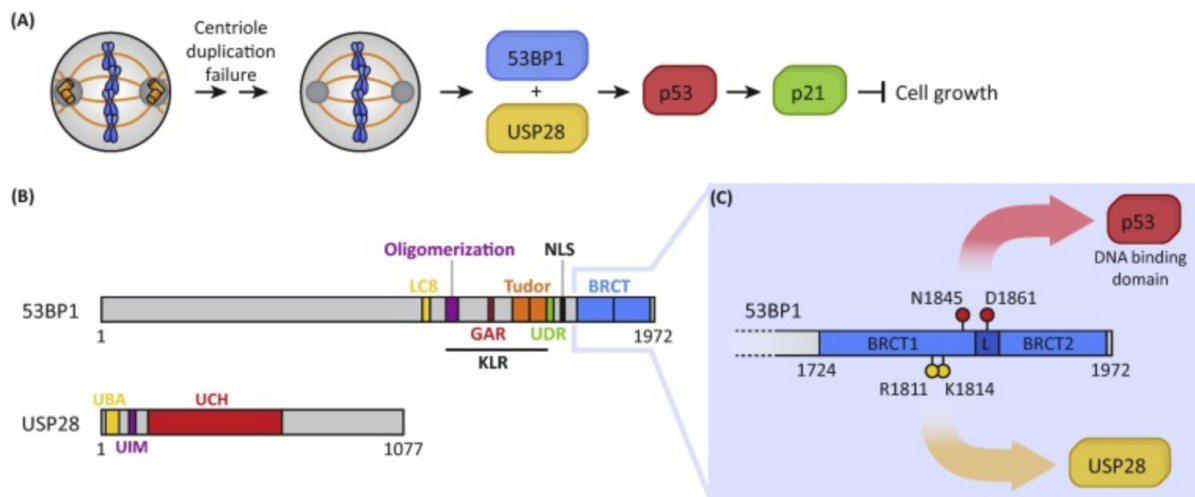 (A)
Centriole
duplication
failure
53BP1
+
USP28
p53
p21
Cell growth
(B)
Oligomerization
NLS
LC8
Tudor
BRCT
53BP1
1
GAR
UDR
1972
KLR
UBA
UCH
USP28
1
UIM
1077
(C)
p53
DNA binding
domain
N1845
D1861
53BP1
BRCT1
L
BRCT2
1724
1972
R1811
K1814
USP28